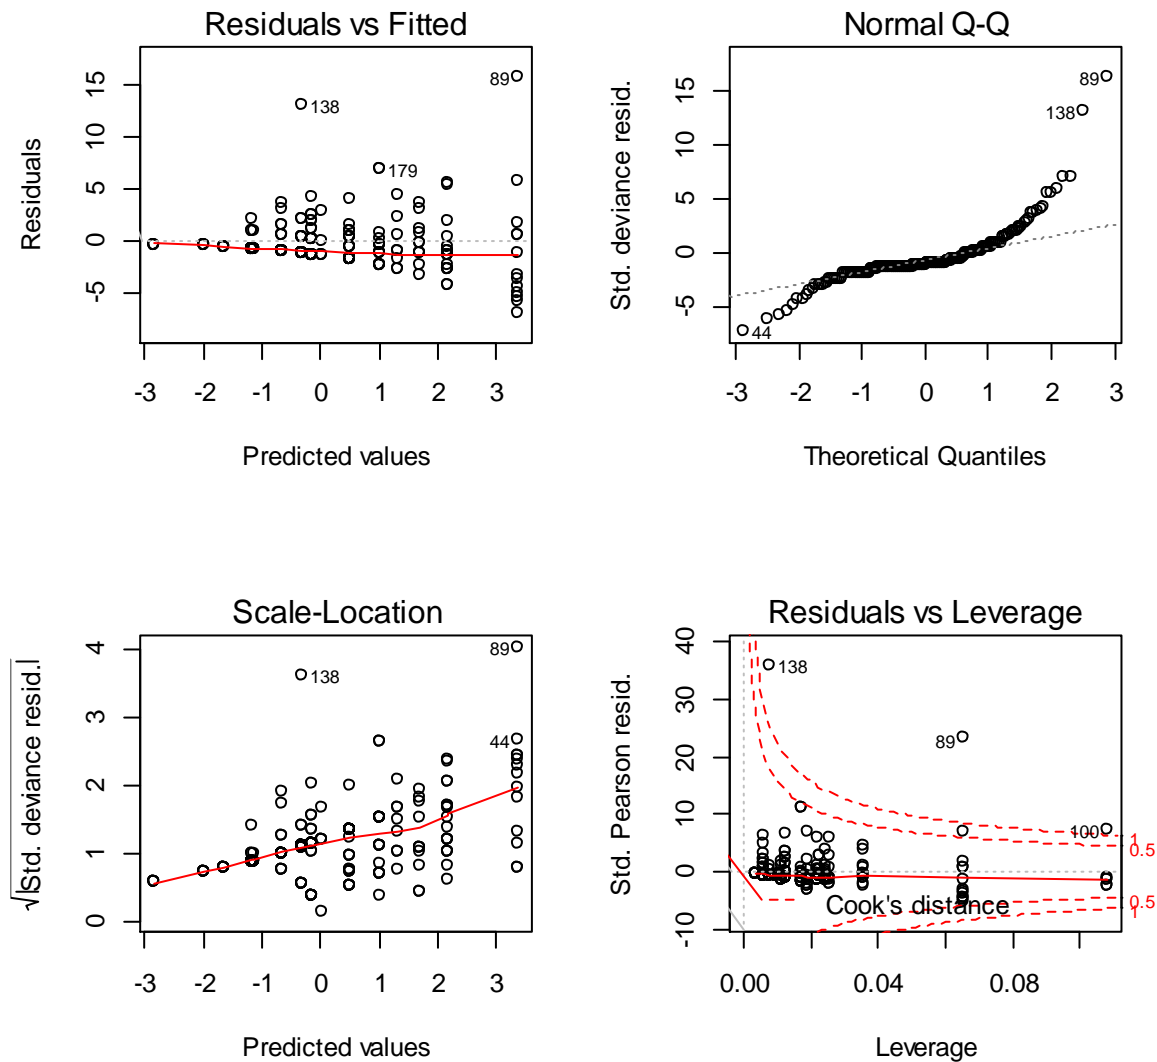 Residuals vs Fitted
Residuals
15
10
5
0
-5
89
138
179
-3 -2 -1 0 1 2 3
Predicted values
Normal Q-Q
Std. deviance resid.
15
10
5
0
-5
89
138
44
-3 -2 -1 0 1 2 3
Theoretical Quantiles
Scale-Location
√|Std. deviance resid.|
4
3
2
1
0
89
138
44
-3 -2 -1 0 1 2 3
Predicted values
Residuals vs Leverage
Std. Pearson resid.
40
30
20
10
0
-10
138
89
100
1
0.5
0.5
1
Cook's distance
0.00 0.04 0.08
Leverage